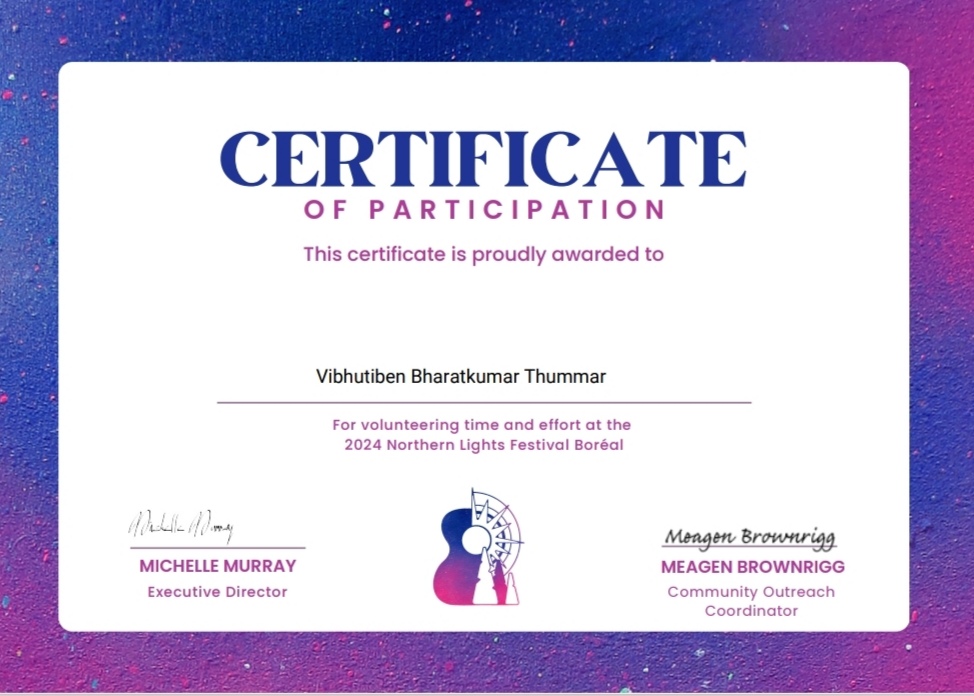 CERTIFICATE
OF PARTICIPATION
This certificate is proudly awarded to
Vibhutiben Bharatkumar Thummar
For volunteering time and effort at the
2024 Northern Lights Festival Boréal
Michelle Murray
MICHELLE MURRAY
Executive Director
Meagen Brownrigg
MEAGEN BROWNRIGG
Community Outreach
Coordinator